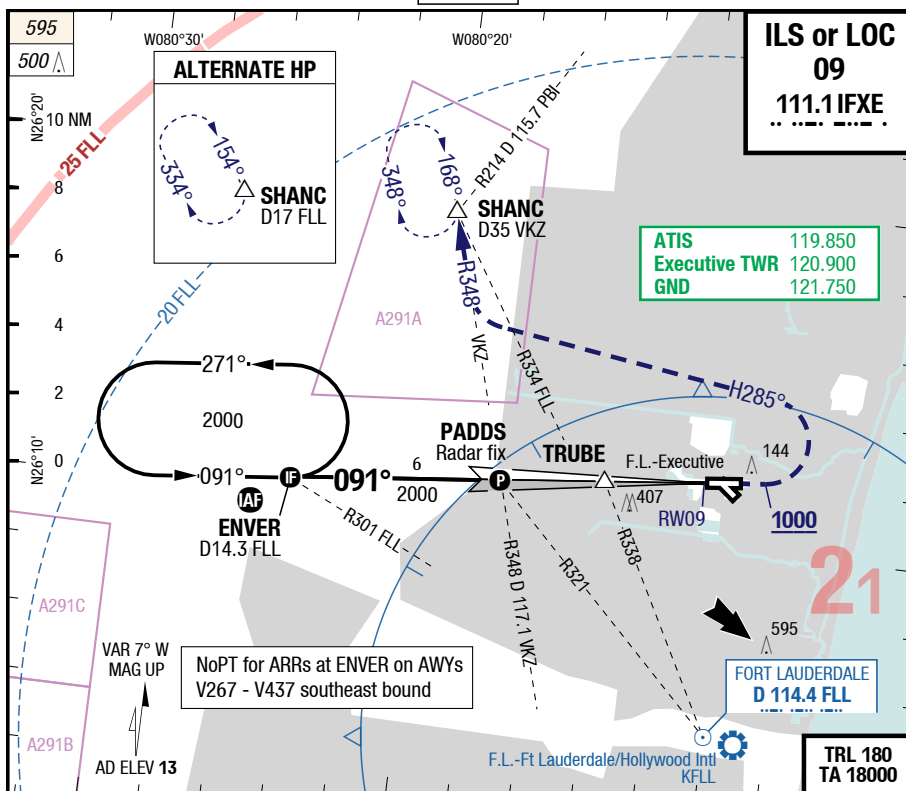 595
500
W080°30'
W080°20'
ILS or LOC
09
111.1 IFXE
ALTERNATE HP
154°
334°
SHANC
D17 FLL
N26°20'
10 NM
25 FLL
8
6
4
2
0
N26°10'
20 FLL
R214 D 115.7 PBI
168°
348°
SHANC
D35 VKZ
R348
VKZ
R334 FLL
A291A
ATIS 119.850
Executive TWR 120.900
GND 121.750
H285°
271°
2000
091°
IF
IAF
ENVER
D14.3 FLL
091°
6
2000
PADDS
Radar fix
P
TRUBE
F.L.-Executive
144
407
RW09
1000
R301 FLL
R348 D 117.1 VKZ
R321
R338
21
595
A291C
A291B
VAR 7° W
MAG UP
AD ELEV 13
NoPT for ARRs at ENVER on AWYs
V267 - V437 southeast bound
FORT LAUDERDALE
D 114.4 FLL
F.L.-Ft Lauderdale/Hollywood Intl
KFLL
TRL 180
TA 18000